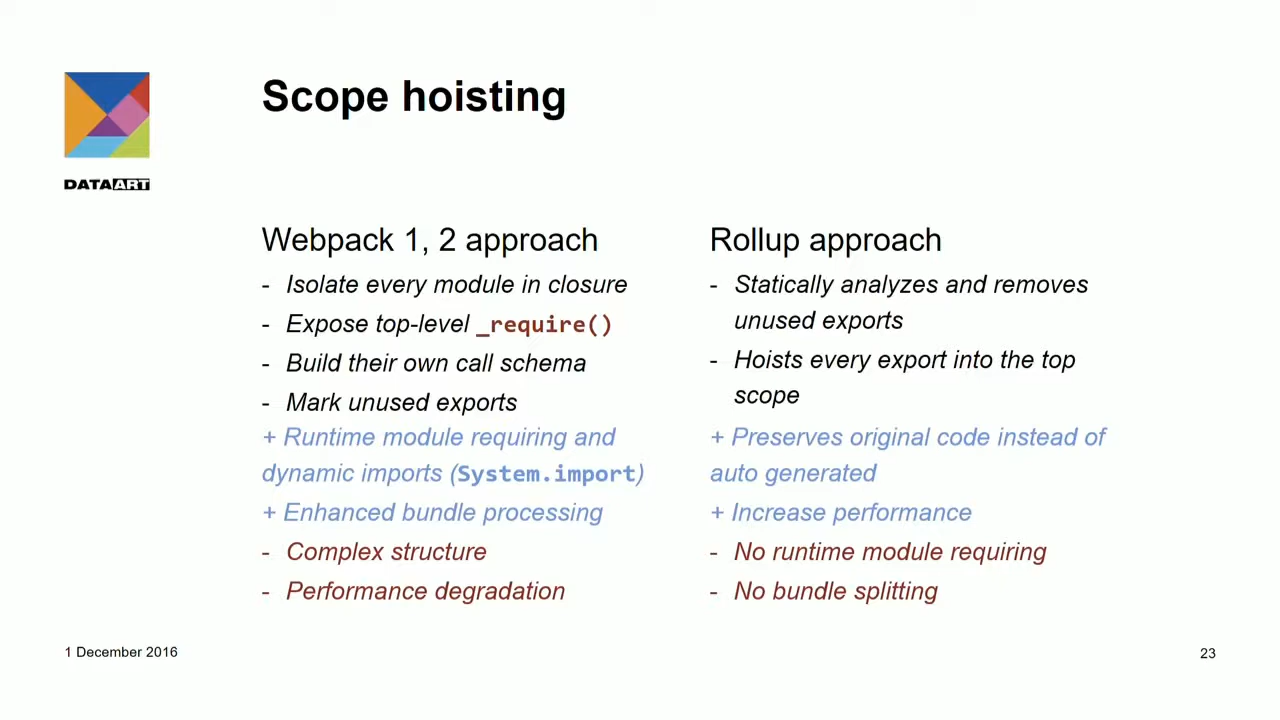 Scope hoisting
DATAART
Webpack 1, 2 approach
- Isolate every module in closure
- Expose top-level _require()
- Build their own call schema
- Mark unused exports
+ Runtime module requiring and
dynamic imports (System.import)
+ Enhanced bundle processing
- Complex structure
- Performance degradation
Rollup approach
- Statically analyzes and removes
unused exports
- Hoists every export into the top
scope
+ Preserves original code instead of
auto generated
+ Increase performance
- No runtime module requiring
- No bundle splitting
1 December 2016
23